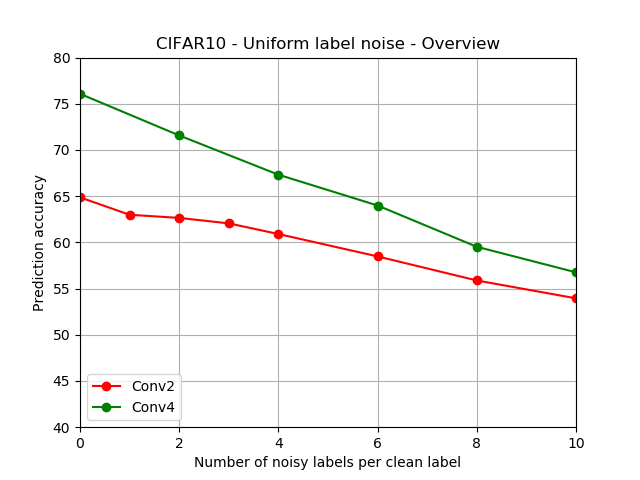 CIFAR10 - Uniform label noise - Overview
80
75
70
65
60
55
50
45
40
Prediction accuracy
Conv2
Conv4
0 2 4 6 8 10
Number of noisy labels per clean label